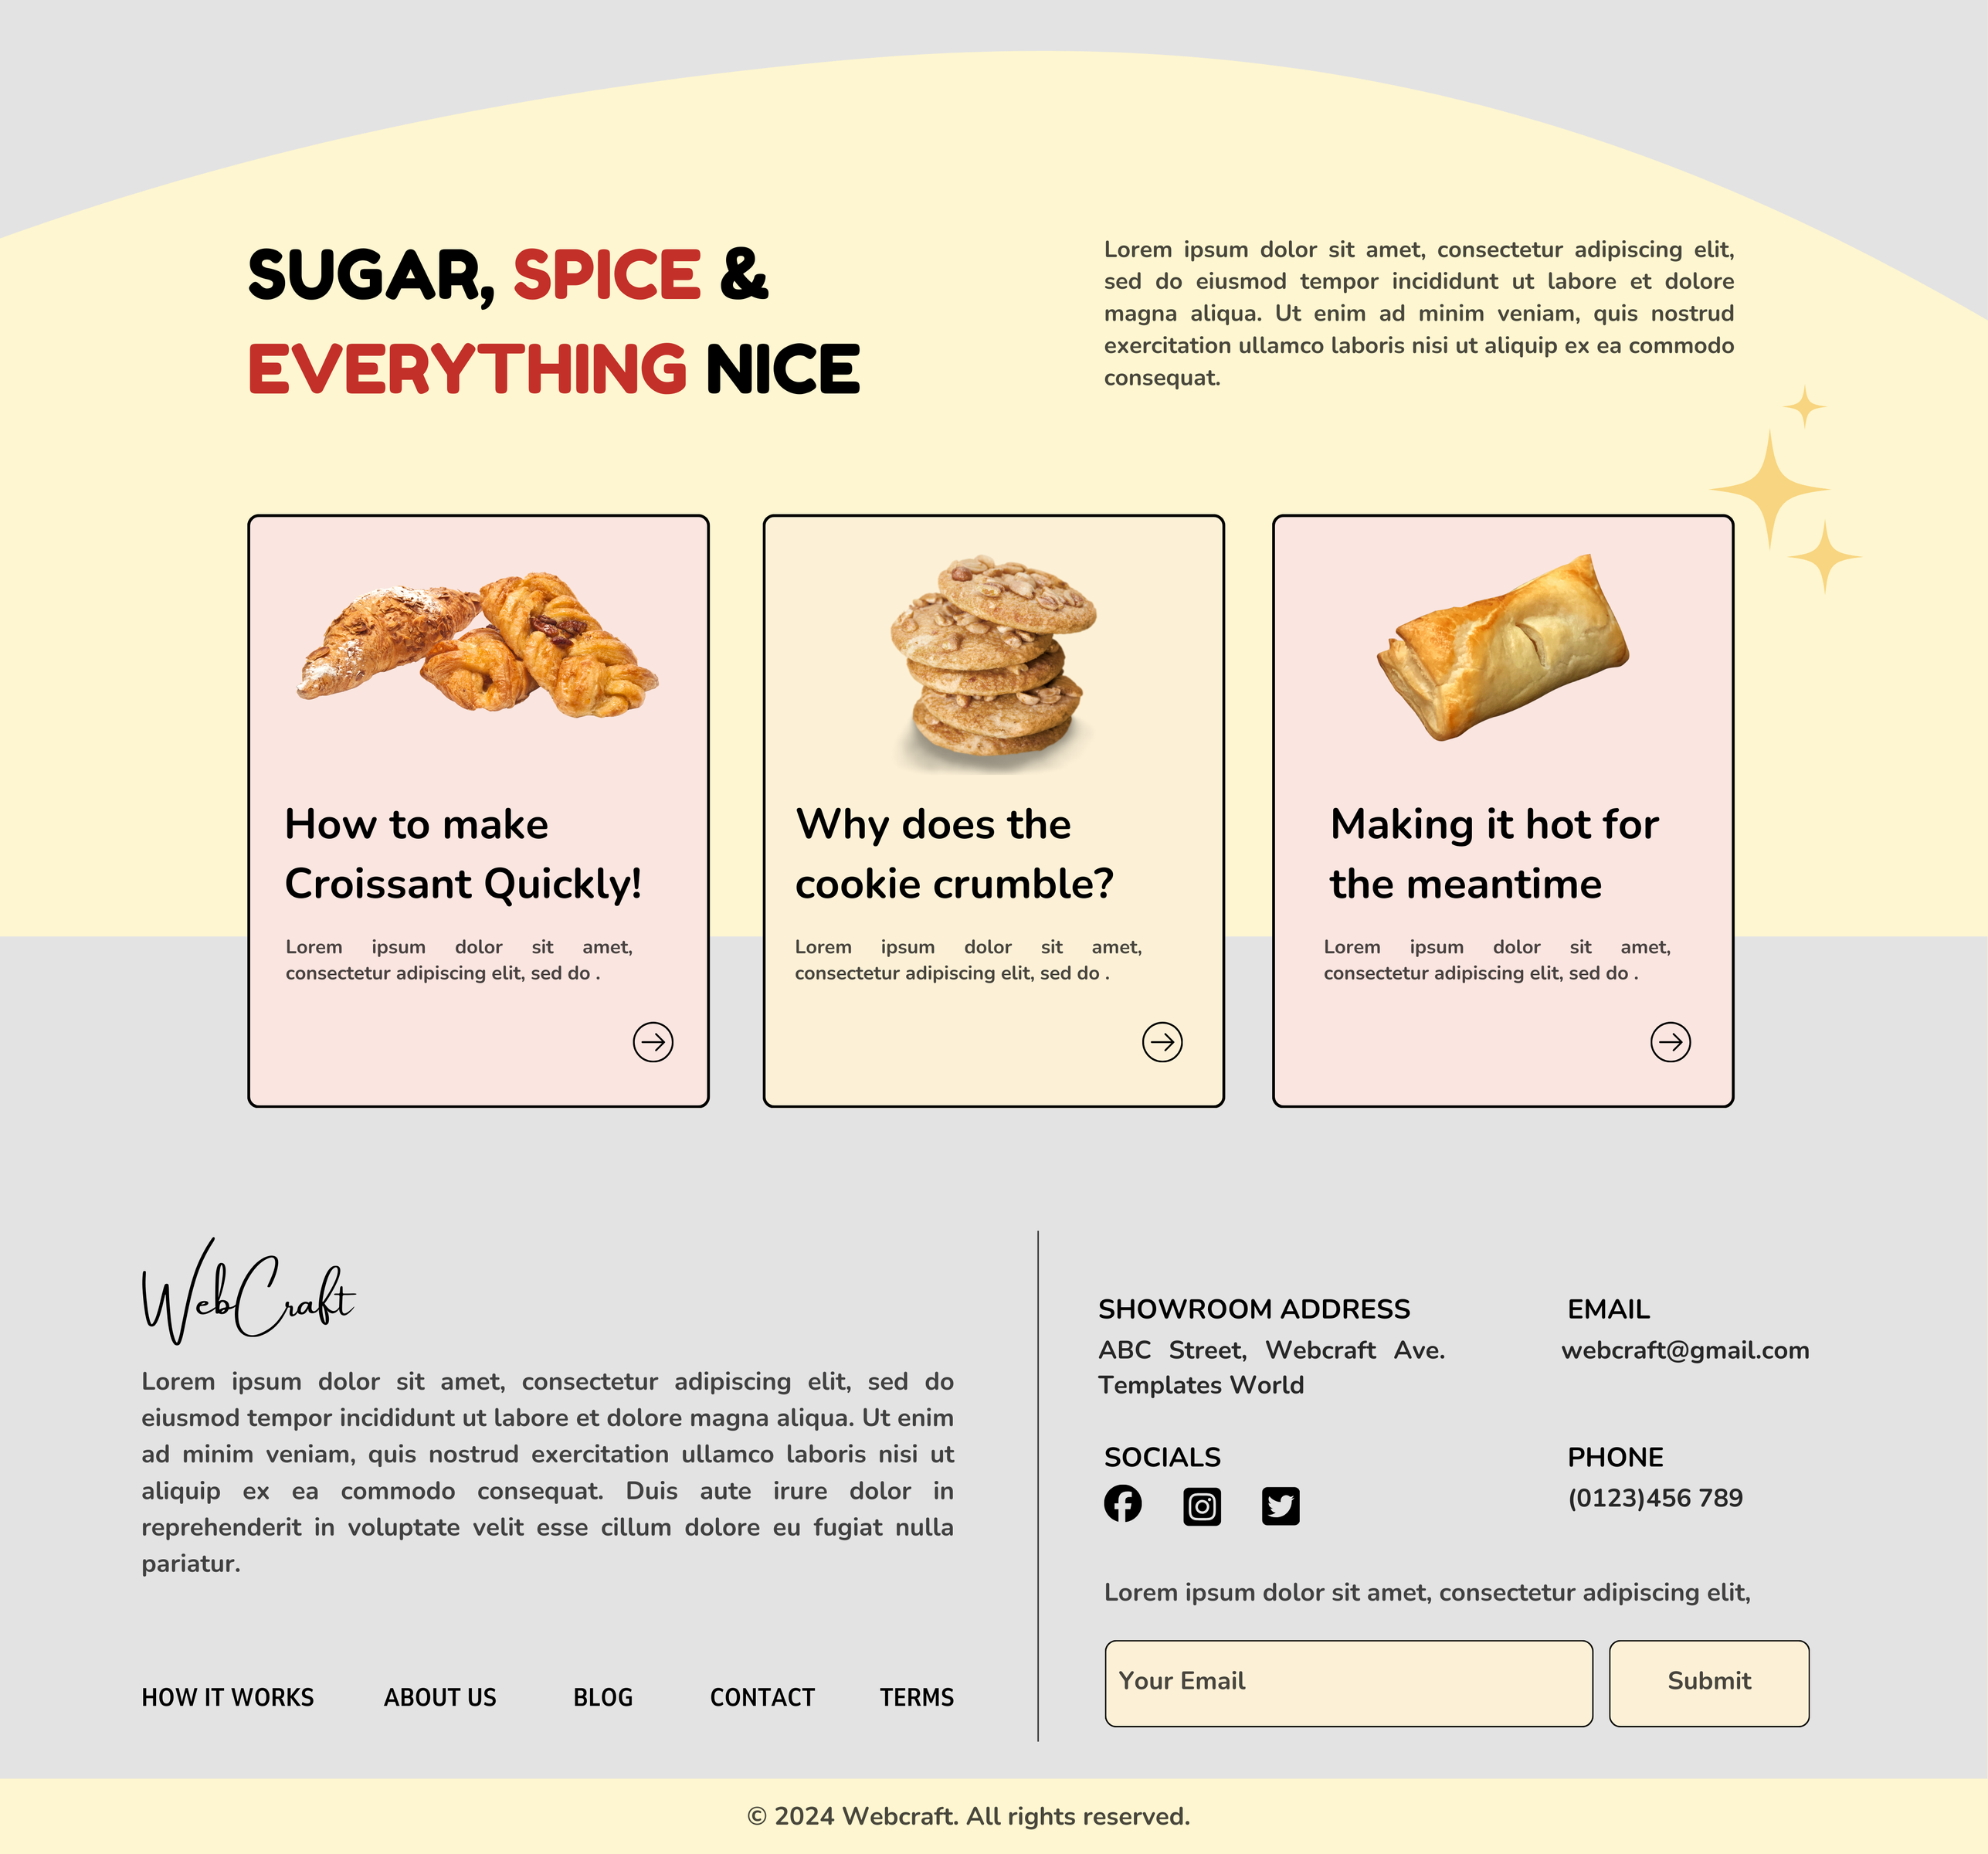 SUGAR, SPICE &
EVERYTHING NICE
Lorem ipsum dolor sit amet, consectetur adipiscing elit,
sed do eiusmod tempor incididunt ut labore et dolore
magna aliqua. Ut enim ad minim veniam, quis nostrud
exercitation ullamco laboris nisi ut aliquip ex ea commodo
consequat.
How to make
Croissant Quickly!
Lorem ipsum dolor sit amet,
consectetur adipiscing elit, sed do .
Why does the
cookie crumble?
Lorem ipsum dolor sit amet,
consectetur adipiscing elit, sed do .
Making it hot for
the meantime
Lorem ipsum dolor sit amet,
consectetur adipiscing elit, sed do .
WebCraft
Lorem ipsum dolor sit amet, consectetur adipiscing elit, sed do
eiusmod tempor incididunt ut labore et dolore magna aliqua. Ut enim
ad minim veniam, quis nostrud exercitation ullamco laboris nisi ut
aliquip ex ea commodo consequat. Duis aute irure dolor in
reprehenderit in voluptate velit esse cillum dolore eu fugiat nulla
pariatur.
HOW IT WORKS
ABOUT US
BLOG
CONTACT
TERMS
SHOWROOM ADDRESS
ABC Street, Webcraft Ave.
Templates World
EMAIL
webcraft@gmail.com
SOCIALS
PHONE
(0123)456 789
Lorem ipsum dolor sit amet, consectetur adipiscing elit,
Your Email
Submit
© 2024 Webcraft. All rights reserved.